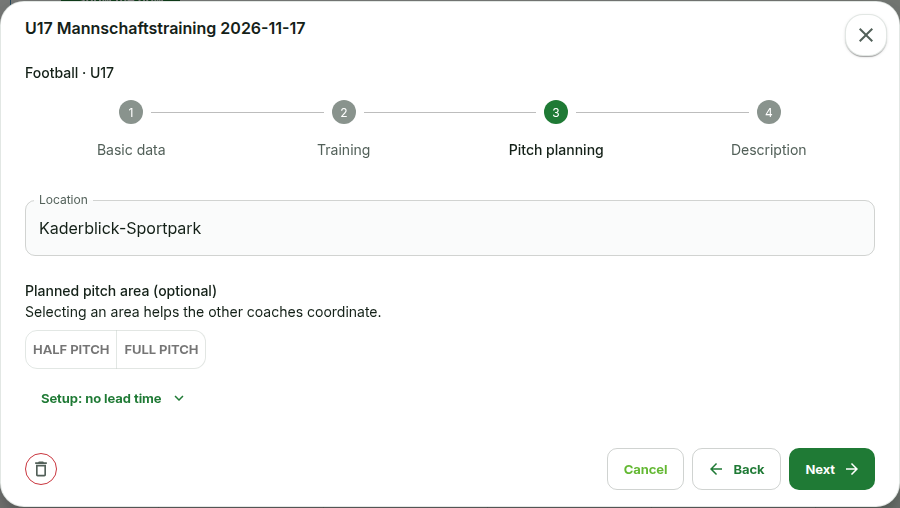 U17 Mannschaftstraining 2026-11-17
Football · U17
1
2
3
4
Basic data
Training
Pitch planning
Description
Location
Kaderblick-Sportpark
Planned pitch area (optional)
Selecting an area helps the other coaches coordinate.
HALF PITCH
FULL PITCH
Setup: no lead time
Cancel
Back
Next